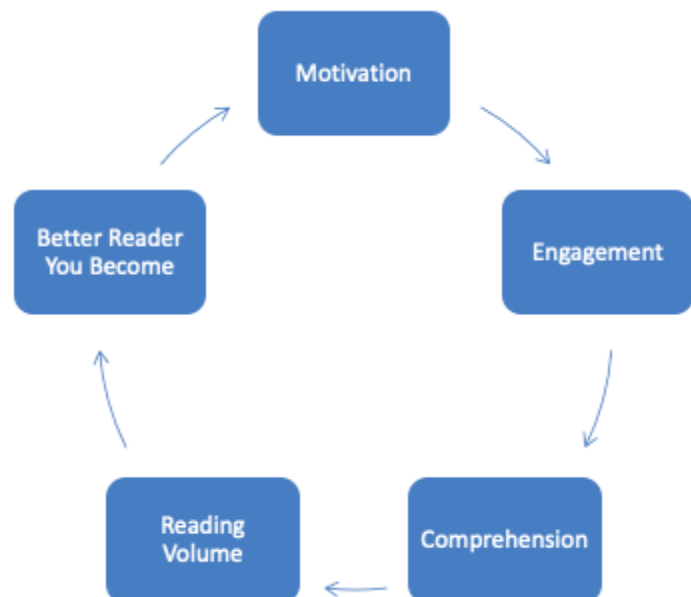 Motivation
Engagement
Comprehension
Reading
Volume
Better Reader
You Become